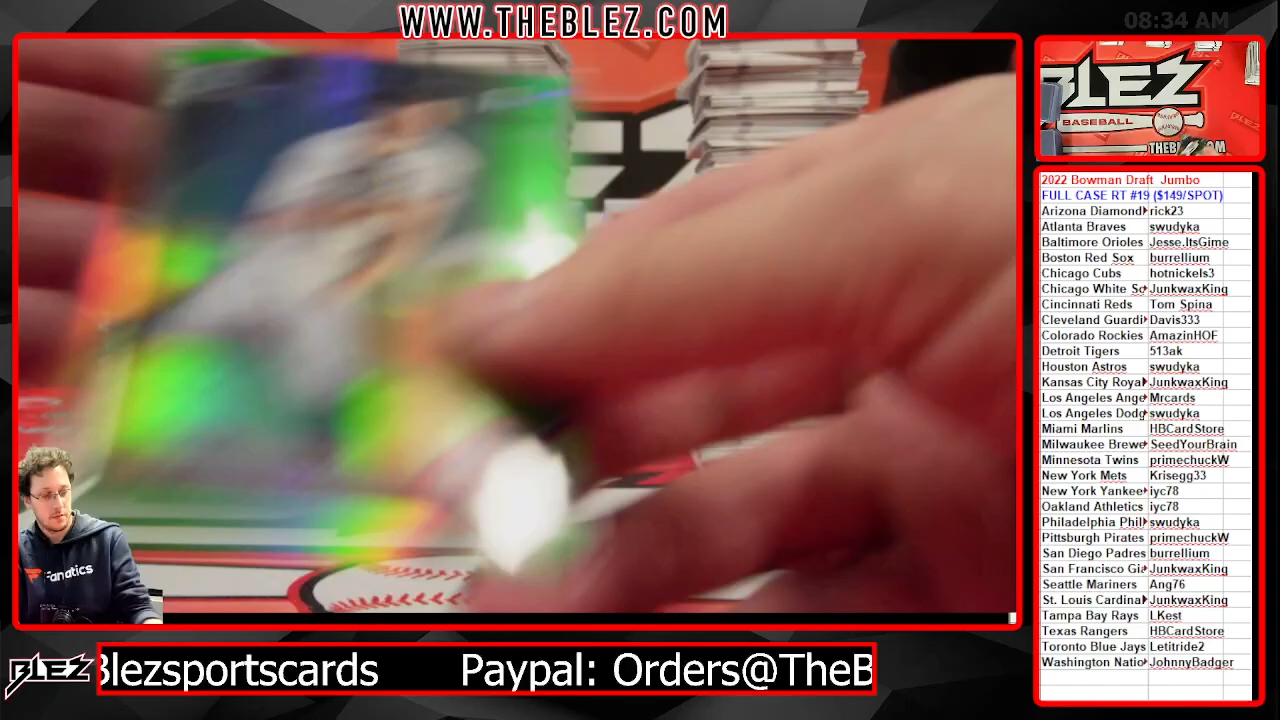 WWW.THEBLEZ.COM
08:34 AM
BLEZ
BASEBALL
2022 Bowman Draft Jumbo
FULL CASE RT #19 ($149/SPOT)
Arizona Diamond rick23
Atlanta Braves swudyka
Baltimore Orioles Jesse.ItsGime
Boston Red Sox burrellium
Chicago Cubs hotnickels3
Chicago White So JunkwaxKing
Cincinnati Reds Tom Spina
Cleveland Guardi Davis333
Colorado Rockies AmazinHOF
Detroit Tigers 513ak
Houston Astros swudyka
Kansas City Roya JunkwaxKing
Los Angeles Ange Mrcards
Los Angeles Dodg swudyka
Miami Marlins HBCardStore
Milwaukee Brewe SeedYourBrain
Minnesota Twins primechuckW
New York Mets Krisegg33
New York Yankee iyc78
Oakland Athletics iyc78
Philadelphia Phil swudyka
Pittsburgh Pirates primechuckW
San Diego Padres burrellium
San Francisco Gi JunkwaxKing
Seattle Mariners Ang76
St. Louis Cardina JunkwaxKing
Tampa Bay Rays LKest
Texas Rangers HBCardStore
Toronto Blue Jays Letitride2
Washington Natio JohnnyBadger
Fanatics
BLEZ
Blezsportscards Paypal: Orders@TheB